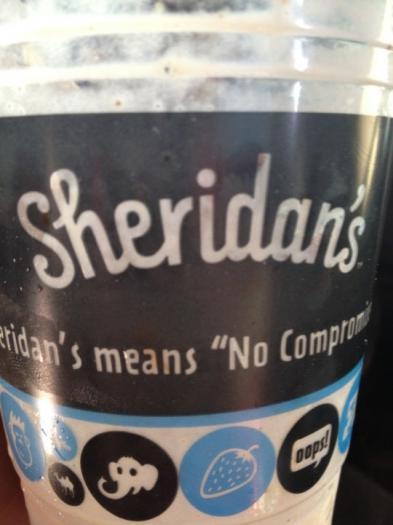 Sheridan's
eridan's means "No Compromi
oops!